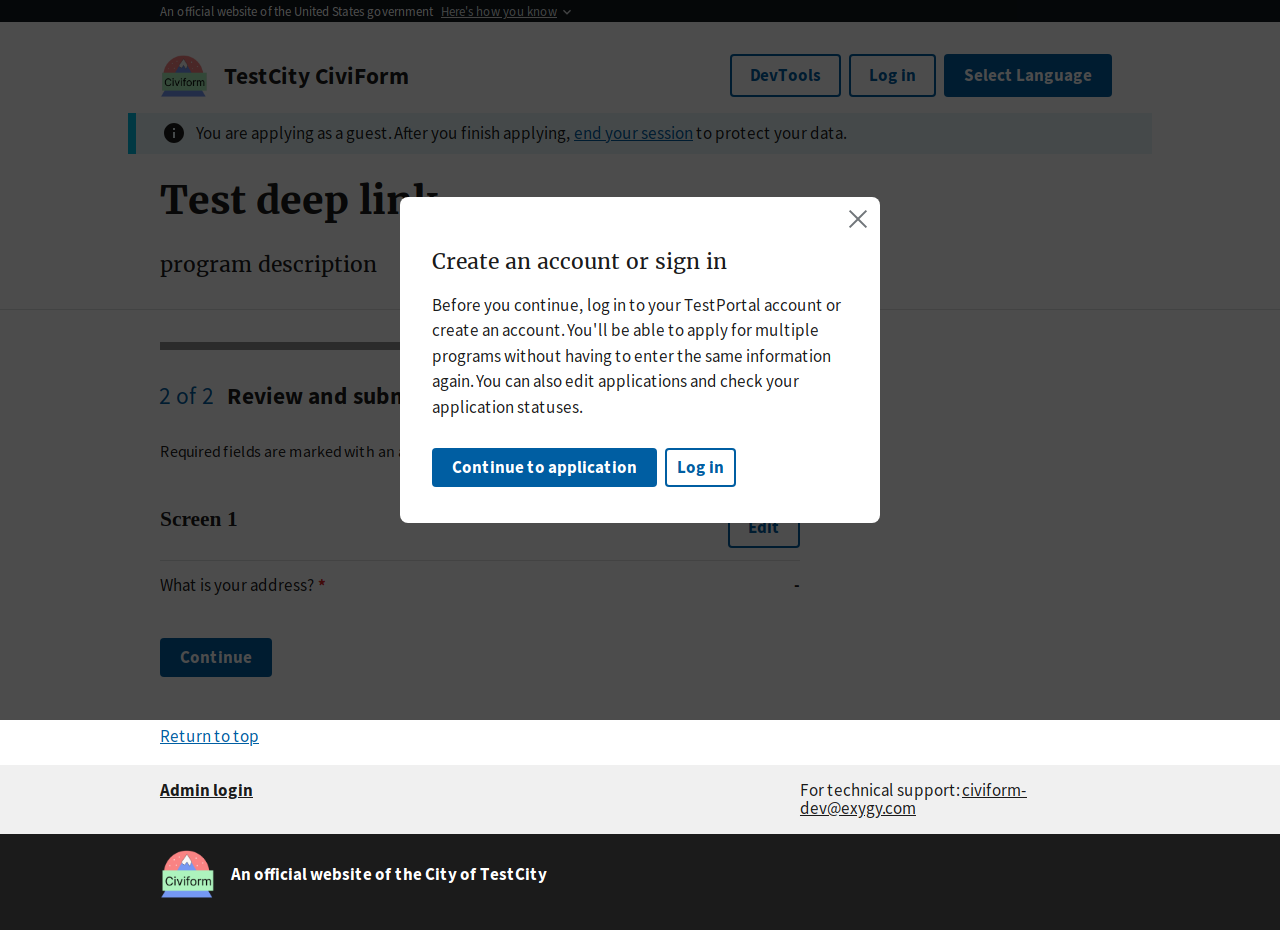 An official website of the United States government Here's how you know
Civiform
TestCity CiviForm
DevTools
Log in
Select Language
You are applying as a guest. After you finish applying, end your session to protect your data.
Test deep link
program description
Create an account or sign in
Before you continue, log in to your TestPortal account or
create an account. You'll be able to apply for multiple
programs without having to enter the same information
again. You can also edit applications and check your
application statuses.
Continue to application
Log in
2 of 2 Review and subm
Required fields are marked with an
Screen 1
Edit
What is your address? *
-
Continue
Return to top
Admin login
For technical support: civiform-
dev@exygy.com
Civiform
An official website of the City of TestCity